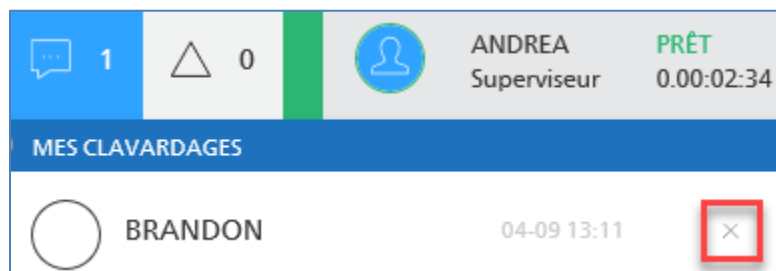 1
0
ANDREA
PRÊT
Superviseur
0.00:02:34
MES CLAVARDAGES
BRANDON
04-09 13:11